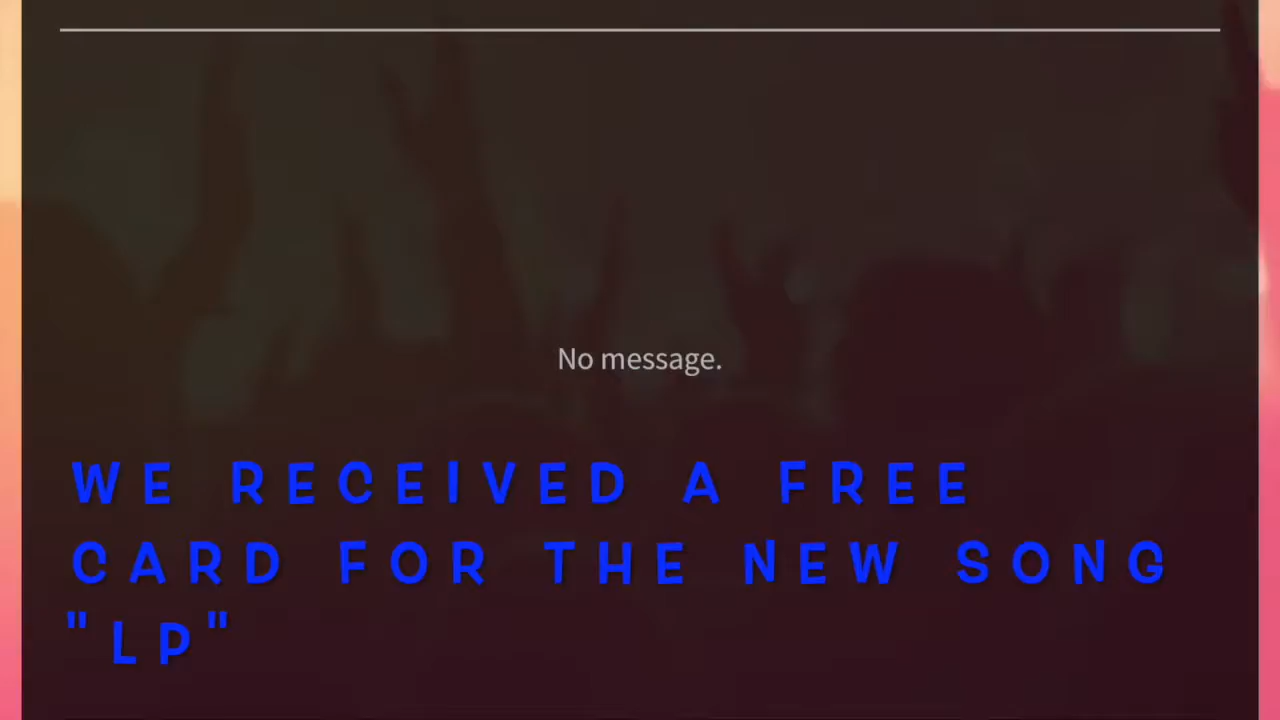 No message.
WE RECEIVED A FREE
CARD FOR THE NEW SONG
"LP"